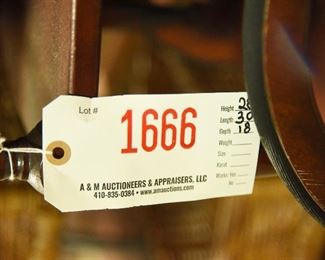 Lot #
1666
Height 28
Length 30
Depth 18
Weight
Size
Karat
Works: Yes
No
A & M AUCTIONEERS & APPRAISERS, LLC
410-835-0384 • www.amauctions.com